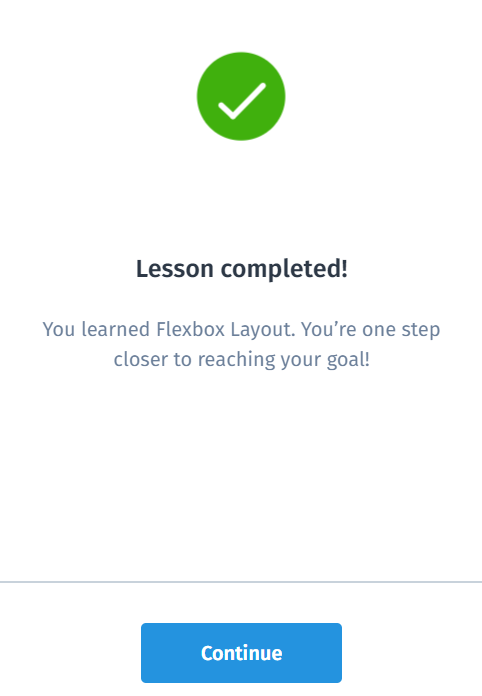 Lesson completed!
You learned Flexbox Layout. You’re one step
closer to reaching your goal!
Continue